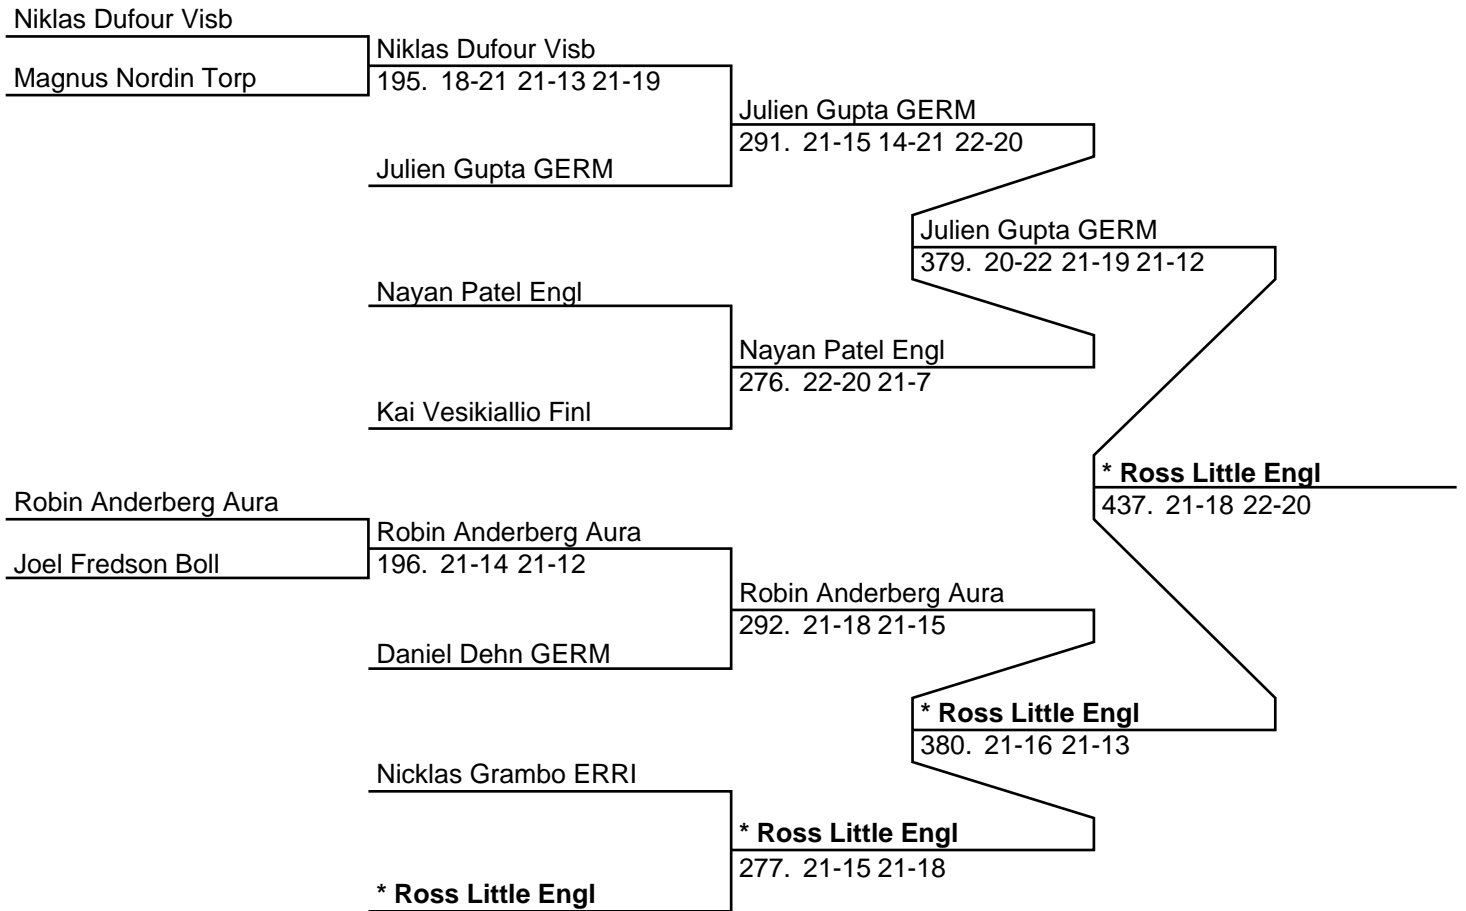 Niklas Dufour Visb
Niklas Dufour Visb
Magnus Nordin Torp
195. 18-21 21-13 21-19
Julien Gupta GERM
291. 21-15 14-21 22-20
Julien Gupta GERM
Julien Gupta GERM
379. 20-22 21-19 21-12
Nayan Patel Engl
Nayan Patel Engl
276. 22-20 21-7
Kai Vesikiallio Finl
* Ross Little Engl
437. 21-18 22-20
Robin Anderberg Aura
Robin Anderberg Aura
Joel Fredson Boll
196. 21-14 21-12
Robin Anderberg Aura
292. 21-18 21-15
Daniel Dehn GERM
* Ross Little Engl
380. 21-16 21-13
Nicklas Grambo ERRI
* Ross Little Engl
277. 21-15 21-18
* Ross Little Engl